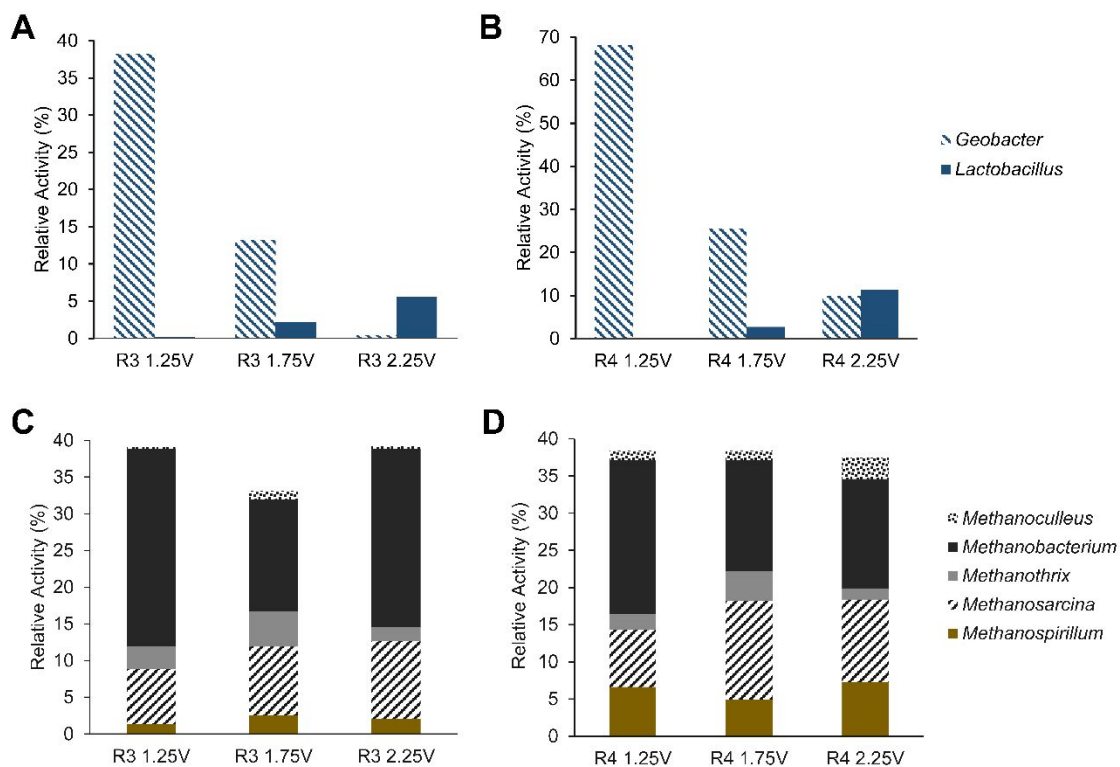 A
Relative Activity (%)
40
35
30
25
20
15
10
5
0
R3 1.25V
R3 1.75V
R3 2.25V
B
Relative Activity (%)
70
60
50
40
30
20
10
0
R4 1.25V
R4 1.75V
R4 2.25V
Geobacter
Lactobacillus
C
Relative Activity (%)
40
35
30
25
20
15
10
5
0
R3 1.25V
R3 1.75V
R3 2.25V
D
Relative Activity (%)
40
35
30
25
20
15
10
5
0
R4 1.25V
R4 1.75V
R4 2.25V
Methanoculleus
Methanobacterium
Methanothrix
Methanosarcina
Methanospirillum